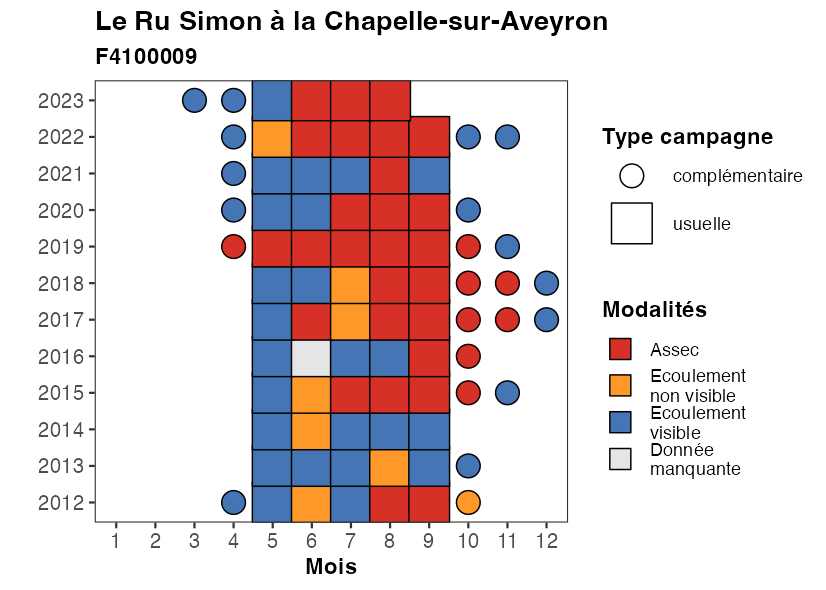 Le Ru Simon à la Chapelle-sur-Aveyron
F4100009
2023
2022
2021
2020
2019
2018
2017
2016
2015
2014
2013
2012
1 2 3 4 5 6 7 8 9 10 11 12
Mois
Type campagne
complémentaire
usuelle
Modalités
Assec
Ecoulement
non visible
Ecoulement
visible
Donnée
manquante